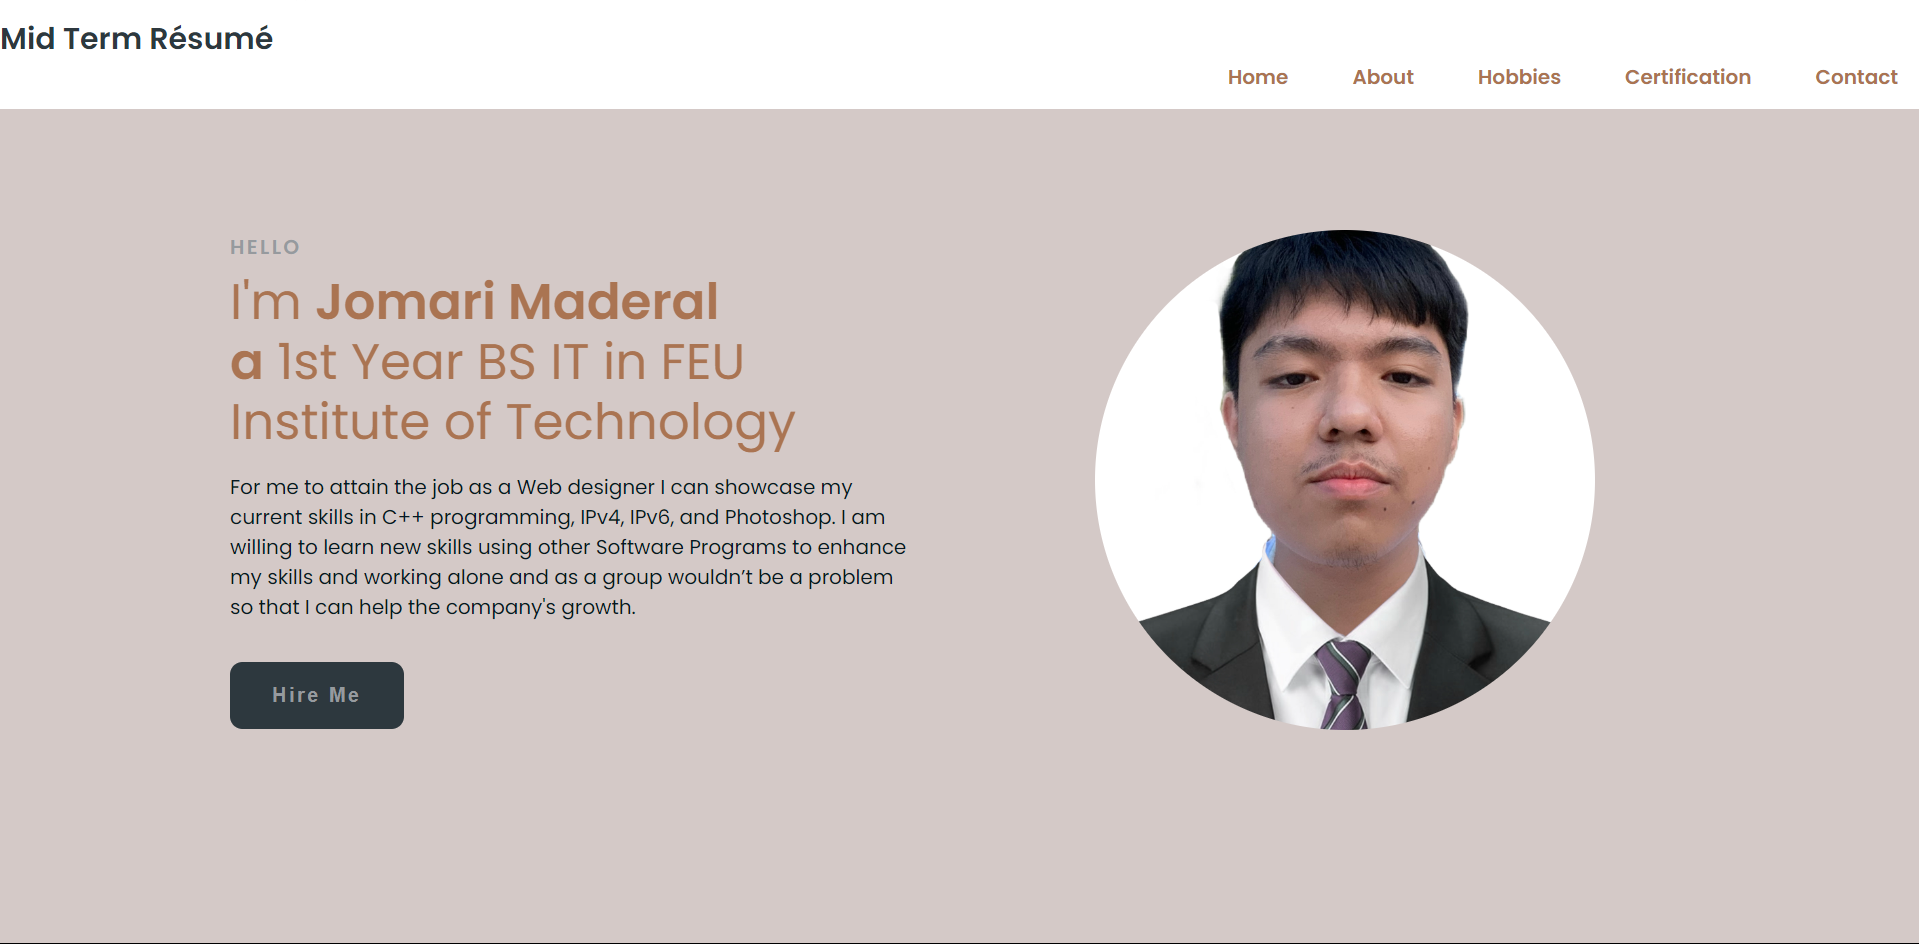 Mid Term Résumé
Home About Hobbies Certification Contact
HELLO
I'm Jomari Maderal
a 1st Year BS IT in FEU
Institute of Technology
For me to attain the job as a Web designer I can showcase my
current skills in C++ programming, IPv4, IPv6, and Photoshop. I am
willing to learn new skills using other Software Programs to enhance
my skills and working alone and as a group wouldn’t be a problem
so that I can help the company's growth.
Hire Me